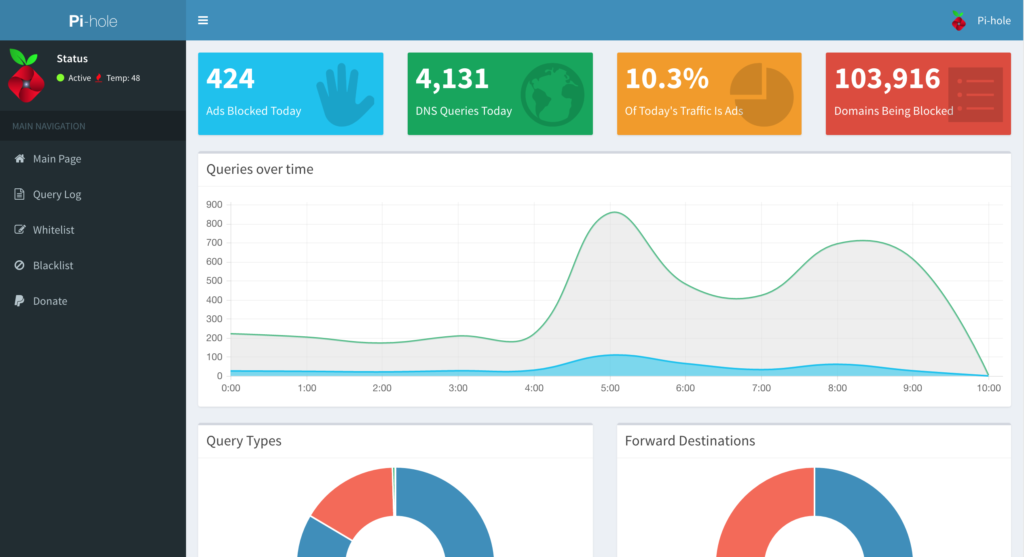 Pi-hole
Pi-hole
Status
Active Temp: 48
MAIN NAVIGATION
Main Page
Query Log
Whitelist
Blacklist
Donate
424
Ads Blocked Today
4,131
DNS Queries Today
10.3%
Of Today's Traffic Is Ads
103,916
Domains Being Blocked
Queries over time
900
800
700
600
500
400
300
200
100
0
0:00 1:00 2:00 3:00 4:00 5:00 6:00 7:00 8:00 9:00 10:00
Query Types
Forward Destinations